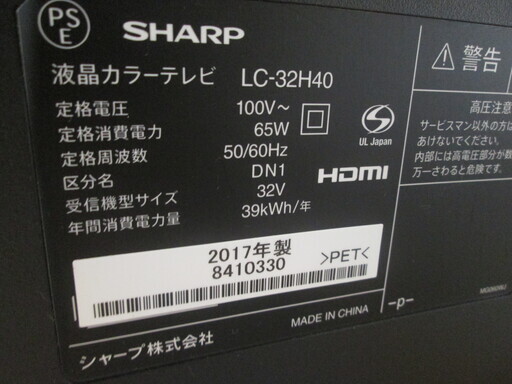 PS
E
SHARP
液晶カラーテレビ LC-32H40
定格電圧 100V~
定格消費電力 65W
定格周波数 50/60Hz
区分名 DN1
受信機型サイズ 32V
年間消費電力量 39kWh/年
UL Japan
HDMI
2017年製
8410330
>PET<
シャープ株式会社
MADE IN CHINA
警告
高圧注意
サービスマン以外の方は
あけないでください。
内部には高電圧部分が数
万一さわると危険です。
-p-